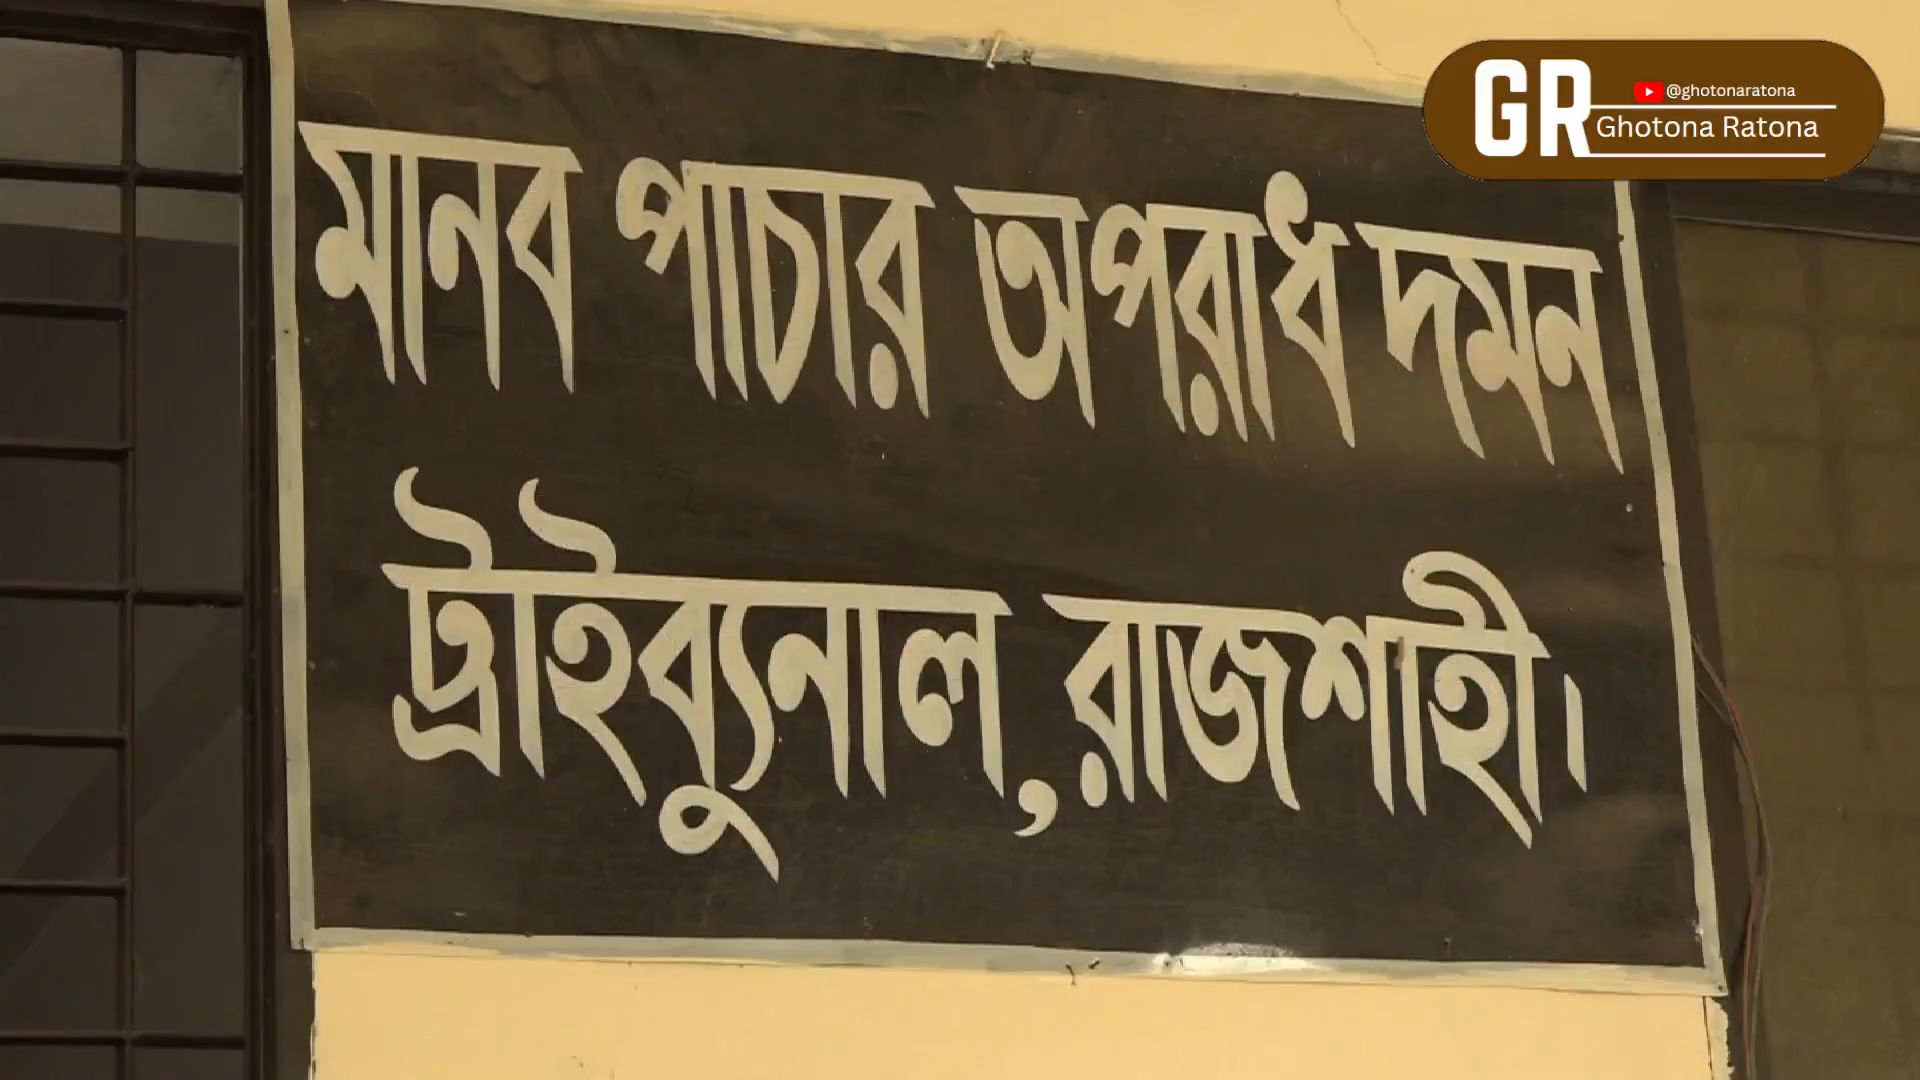 GR
@ghotonaratona
Ghotona Ratona
মানব পাচার অপরাধ দমন
ট্রাইব্যুনাল, রাজশাহী।